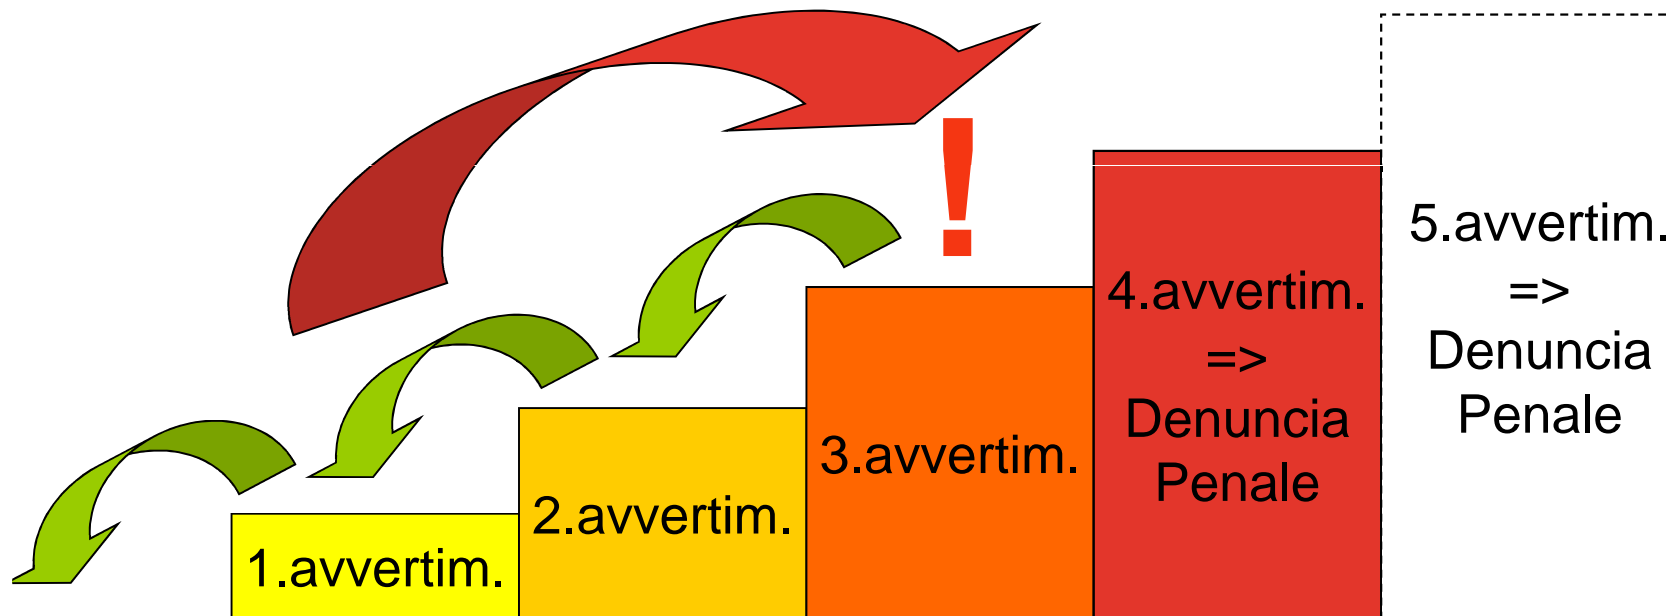 !
1.avvertim.
2.avvertim.
3.avvertim.
4.avvertim.
=>
Denuncia
Penale
5.avvertim.
=>
Denuncia
Penale